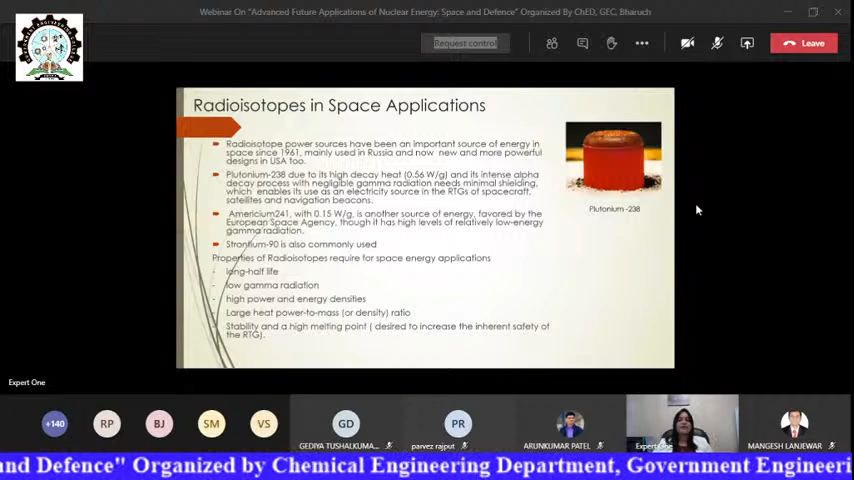 Webinar On “Advanced Future Applications of Nuclear Energy: Space and Defence” Organized By ChED, GEC, Bharuch
Request control
Leave
Radioisotopes in Space Applications
Radioisotope power sources have been an important source of energy in
space since 1961, mainly used in Russia and now new and more powerful
designs in USA too.
Plutonium-238 due to its high decay heat (0.56 W/g) and its intense alpha
decay process with negligible gamma radiation needs minimal shielding,
which enables its use as an electricity source in the RTGs of spacecraft,
satellites and navigation beacons.
Americium241, with 0.15 W/g, is another source of energy, favored by the
European Space Agency, though it has high levels of relatively low-energy
gamma radiation.
Strontium-90 is also commonly used
Properties of Radioisotopes require for space energy applications
- long-half life
- low gamma radiation
- high power and energy densities
- Large heat power-to-mass (or density) ratio
- Stability and a high melting point ( desired to increase the inherent safety of
the RTG).
Plutonium -238
Expert One
+140
RP
BJ
SM
VS
GD
PR
GEDIYA TUSHALKUMA...
parvez rajput
ARUNKUMAR PATEL
Expert One
MANGESH LANJEWAR
and Defence" Organized by Chemical Engineering Department, Government Engineeri